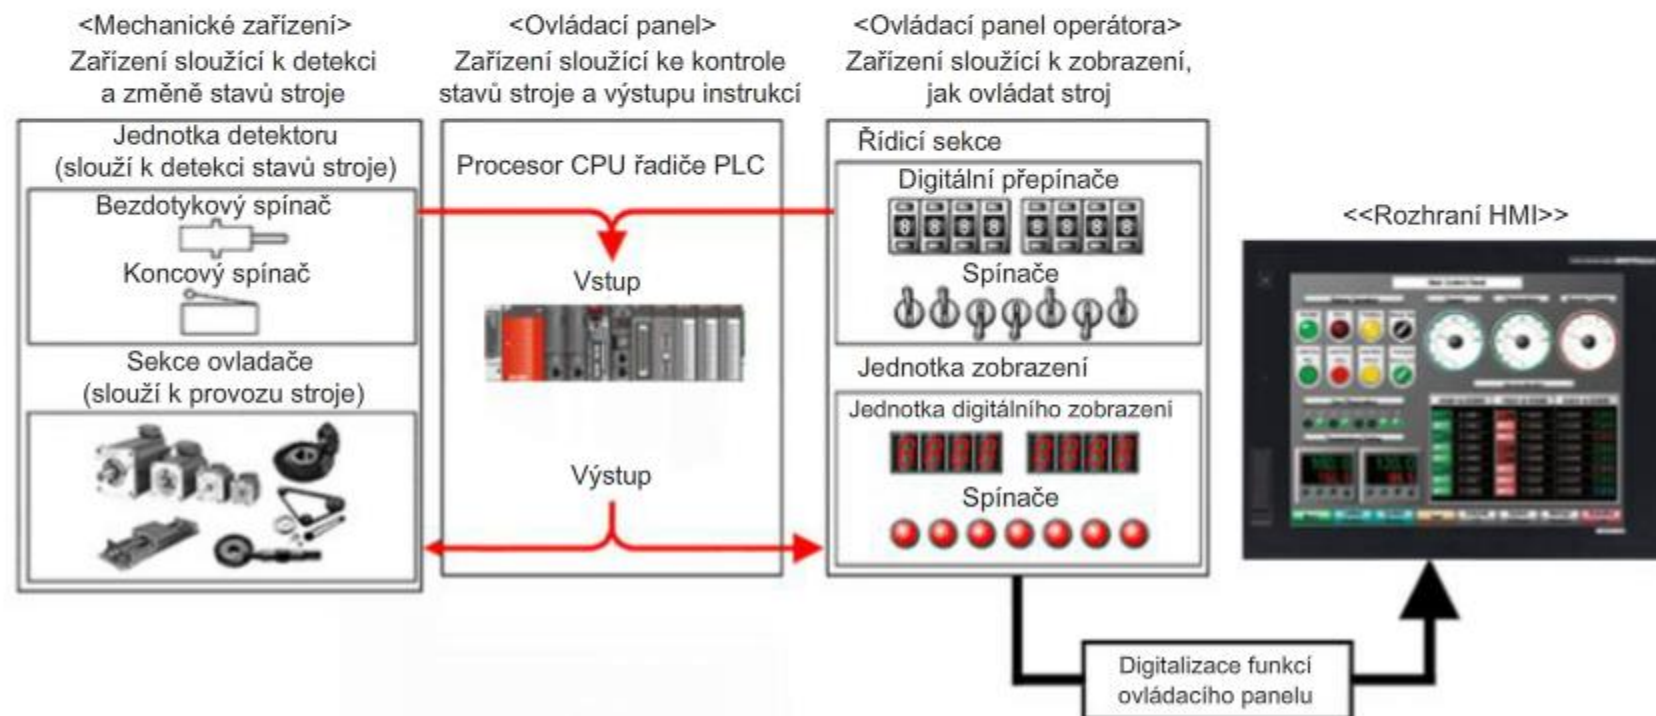 <Mechanické zařízení>
Zařízení sloužící k detekci
a změně stavů stroje
Jednotka detektoru
(slouží k detekci stavů stroje)
Bezdotykový spínač
Koncový spínač
Sekce ovladače
(slouží k provozu stroje)
<Ovládací panel>
Zařízení sloužící ke kontrole
stavů stroje a výstupu instrukcí
Procesor CPU řadiče PLC
Vstup
Výstup
<Ovládací panel operátora>
Zařízení sloužící k zobrazení,
jak ovládat stroj
Řídicí sekce
Digitální přepínače
Spínače
Jednotka zobrazení
Jednotka digitálního zobrazení
Spínače
<<Rozhraní HMI>>
Digitalizace funkcí
ovládacího panelu